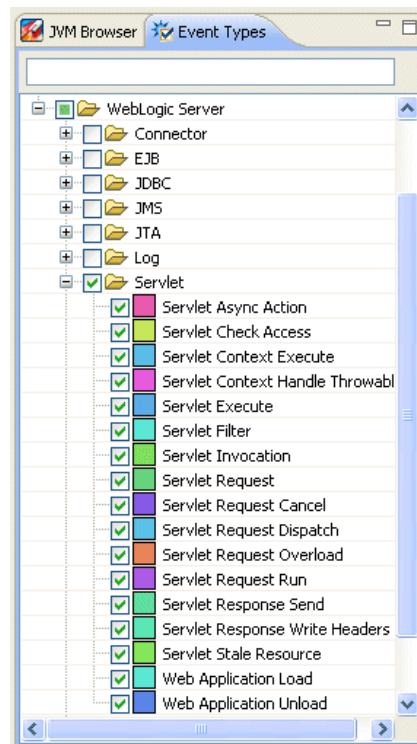 JVM Browser Event Types
WebLogic Server
Connector
EJB
JDBC
JMS
JTA
Log
Servlet
Servlet Async Action
Servlet Check Access
Servlet Context Execute
Servlet Context Handle Throwabl
Servlet Execute
Servlet Filter
Servlet Invocation
Servlet Request
Servlet Request Cancel
Servlet Request Dispatch
Servlet Request Overload
Servlet Request Run
Servlet Response Send
Servlet Response Write Headers
Servlet Stale Resource
Web Application Load
Web Application Unload